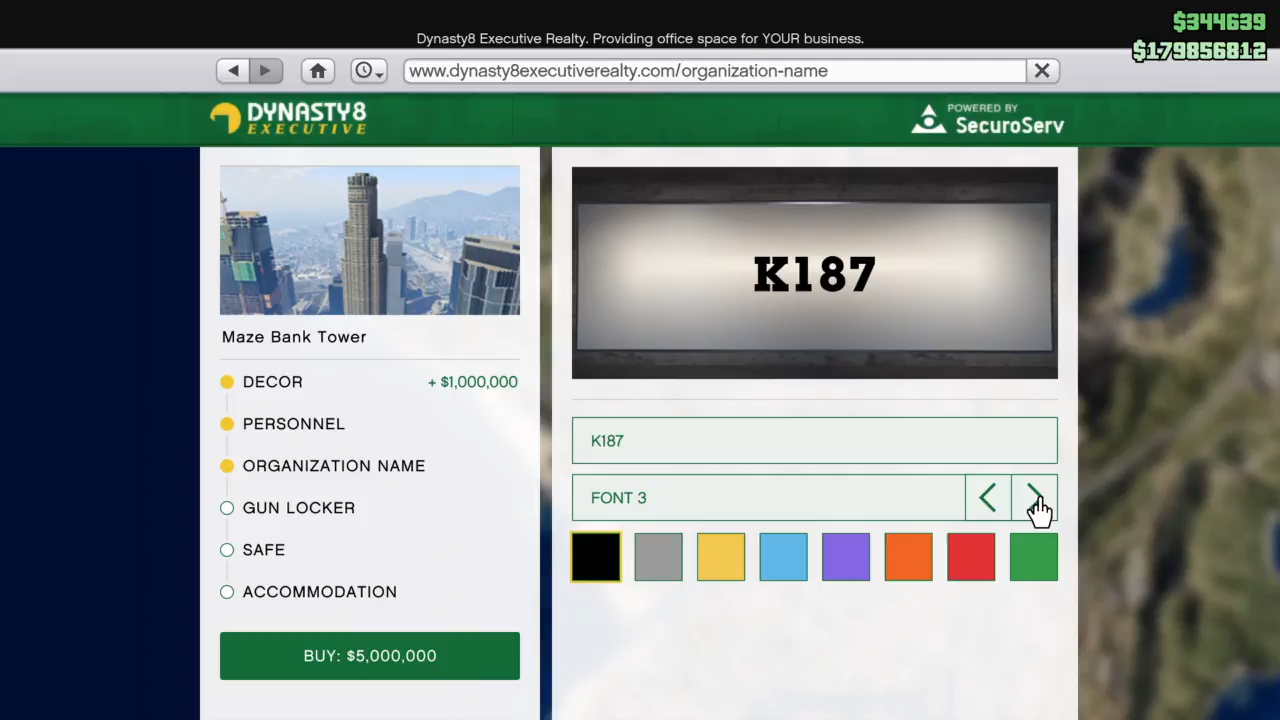 $344639
$179856812
Dynasty8 Executive Realty. Providing office space for YOUR business.
www.dynasty8executiverealty.com/organization-name
DYNASTY8
EXECUTIVE
POWERED BY
SecuroServ
Maze Bank Tower
DECOR + $1,000,000
PERSONNEL
ORGANIZATION NAME
GUN LOCKER
SAFE
ACCOMMODATION
BUY: $5,000,000
K187
K187
FONT 3